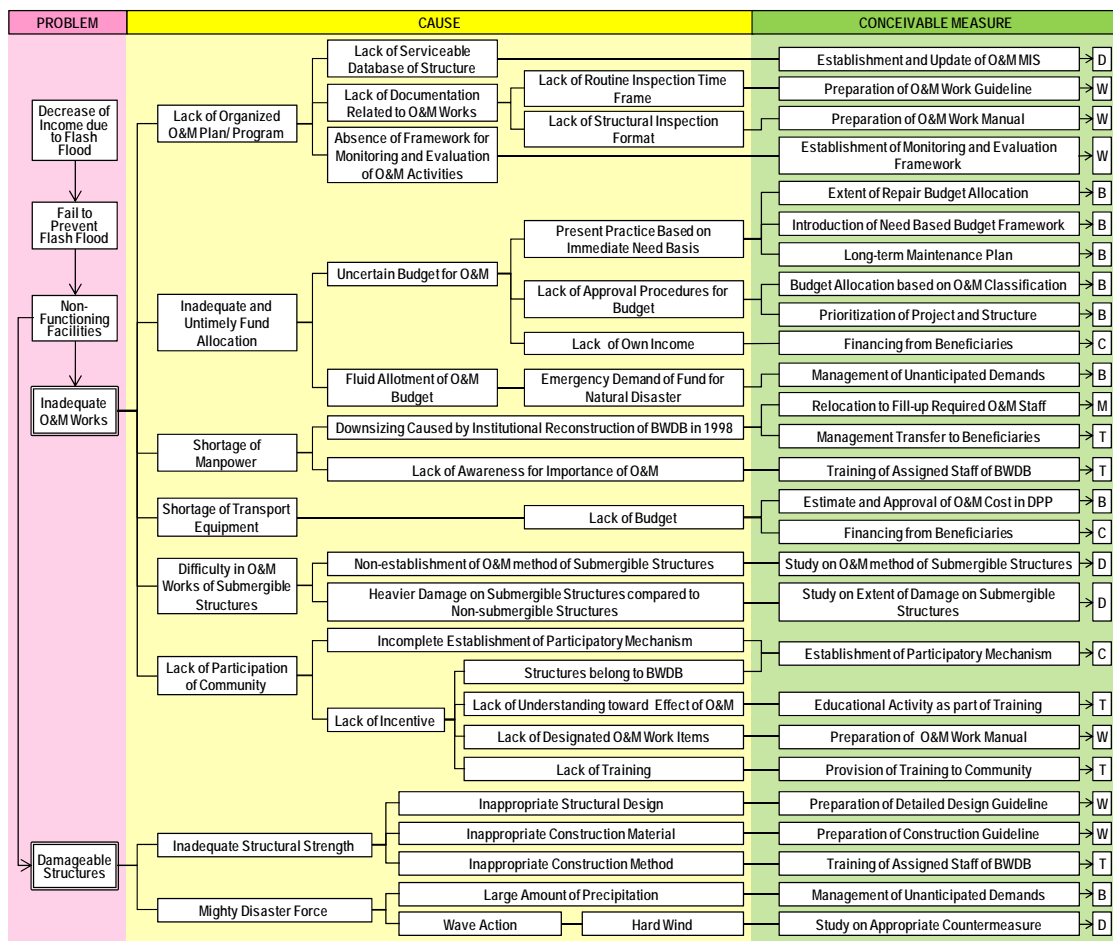 PROBLEM
CAUSE
CONCEIVABLE MEASURE
Decrease of
Income due
to Flash
Flood
Fail to
Prevent
Flash Flood
Non-
Functioning
Facilities
Inadequate
O&M Works
Damageable
Structures
Lack of Organized
O&M Plan/ Program
Lack of Serviceable
Database of Structure
Establishment and Update of O&M MIS
D
Lack of Documentation
Related to O&M Works
Lack of Routine Inspection Time
Frame
Preparation of O&M Work Guideline
W
Lack of Structural Inspection
Format
Preparation of O&M Work Manual
W
Absence of Framework for
Monitoring and Evaluation
of O&M Activities
Establishment of Monitoring and Evaluation
Framework
W
Inadequate and
Untimely Fund
Allocation
Uncertain Budget for O&M
Present Practice Based on
Immediate Need Basis
Extent of Repair Budget Allocation
B
Introduction of Need Based Budget Framework
B
Long-term Maintenance Plan
B
Lack of Approval Procedures for
Budget
Budget Allocation based on O&M Classification
B
Prioritization of Project and Structure
B
Lack of Own Income
Financing from Beneficiaries
C
Fluid Allotment of O&M
Budget
Emergency Demand of Fund for
Natural Disaster
Management of Unanticipated Demands
B
Shortage of
Manpower
Downsizing Caused by Institutional Reconstruction of BWDB in 1998
Relocation to Fill-up Required O&M Staff
M
Management Transfer to Beneficiaries
T
Lack of Awareness for Importance of O&M
Training of Assigned Staff of BWDB
T
Shortage of Transport
Equipment
Lack of Budget
Estimate and Approval of O&M Cost in DPP
B
Financing from Beneficiaries
C
Difficulty in O&M
Works of Submergible
Structures
Non-establishment of O&M method of Submergible Structures
Study on O&M method of Submergible Structures
D
Heavier Damage on Submergible Structures compared to
Non-submergible Structures
Study on Extent of Damage on Submergible
Structures
D
Lack of Participation
of Community
Incomplete Establishment of Participatory Mechanism
Establishment of Participatory Mechanism
C
Lack of Incentive
Structures belong to BWDB
Lack of Understanding toward Effect of O&M
Educational Activity as part of Training
T
Lack of Designated O&M Work Items
Preparation of O&M Work Manual
W
Lack of Training
Provision of Training to Community
T
Inadequate Structural Strength
Inappropriate Structural Design
Preparation of Detailed Design Guideline
W
Inappropriate Construction Material
Preparation of Construction Guideline
W
Inappropriate Construction Method
Training of Assigned Staff of BWDB
T
Mighty Disaster Force
Large Amount of Precipitation
Management of Unanticipated Demands
B
Wave Action
Hard Wind
Study on Appropriate Countermeasure
D